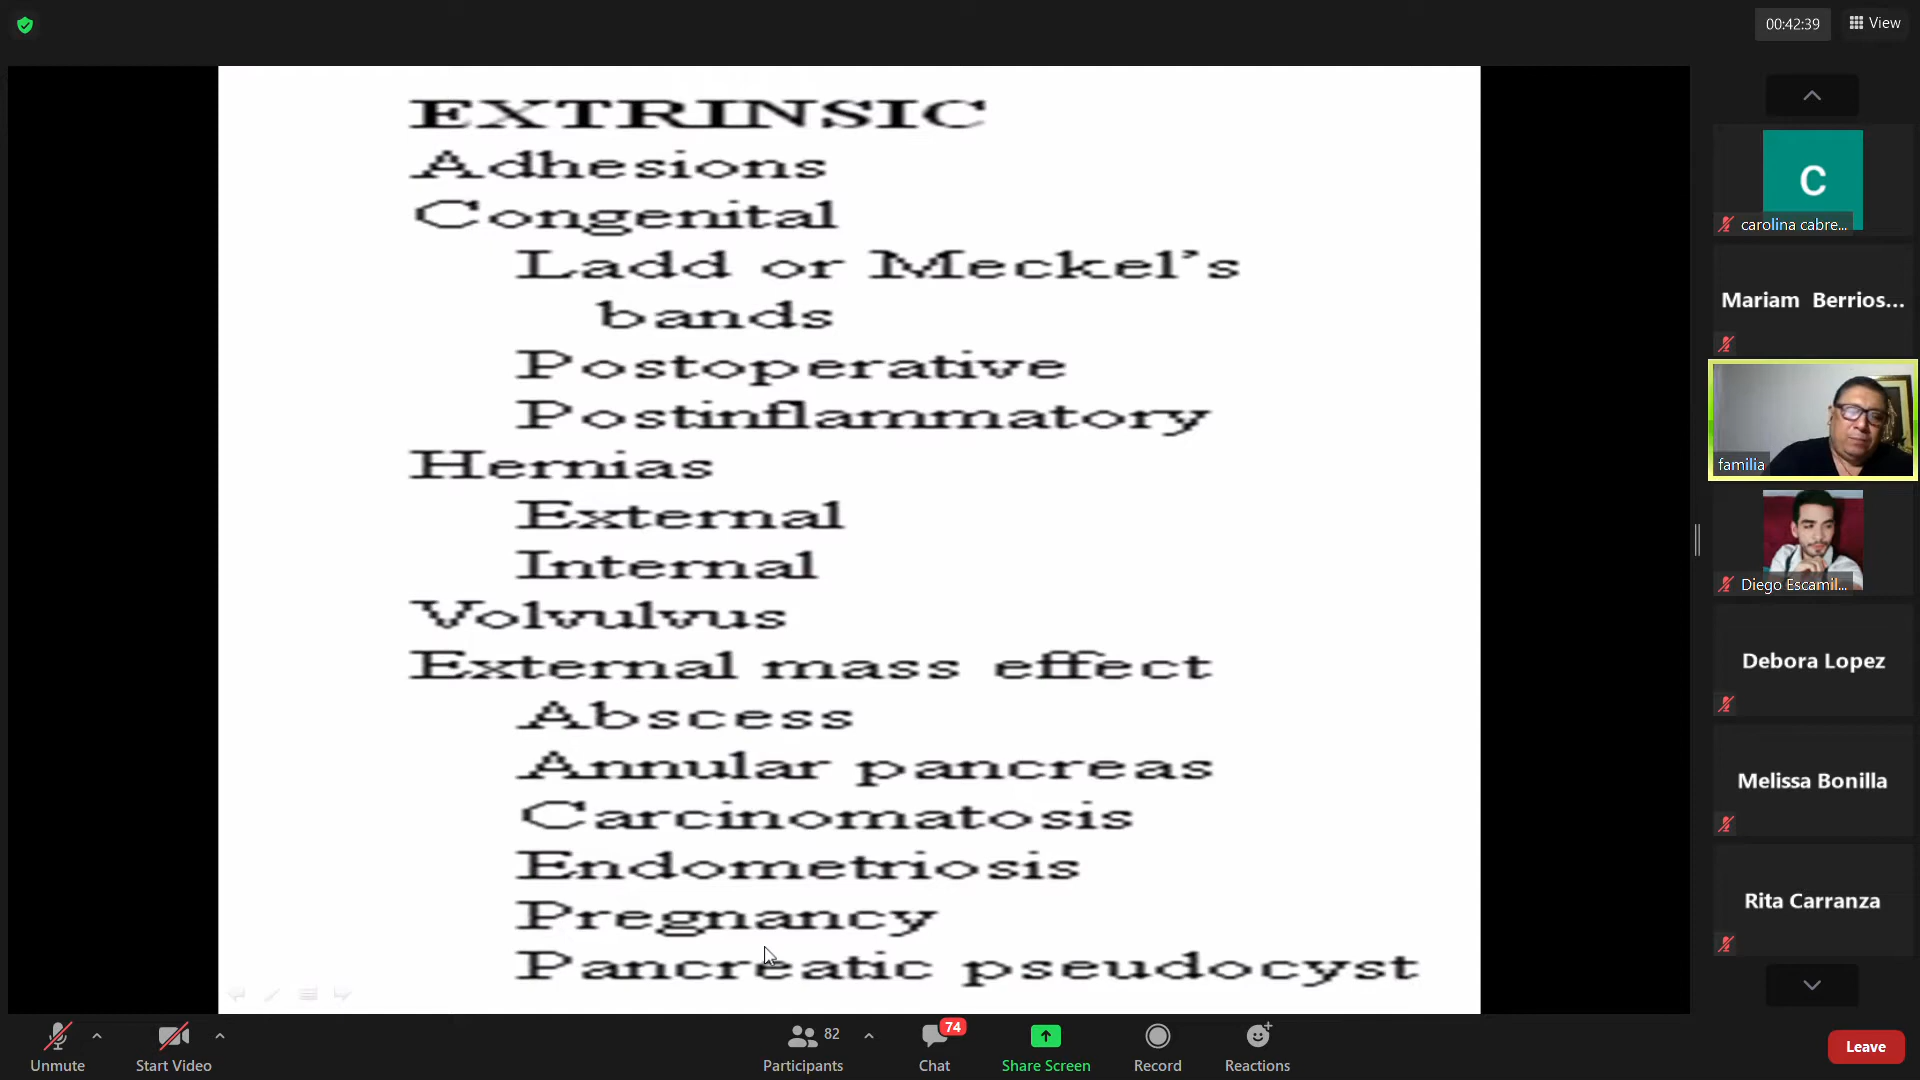 00:42:39
View
EXTRINSIC
Adhesions
Congenital
Ladd or Meckel's
bands
Postoperative
Postinflammatory
Hernias
External
Internal
Volvulvus
External mass effect
Abscess
Annular pancreas
Carcinomatosis
Endometriosis
Pregnancy
Pancreatic pseudocyst
C
carolina cabre...
Mariam Berrios...
familia
Diego Escamil...
Debora Lopez
Melissa Bonilla
Rita Carranza
Unmute
Start Video
82
Participants
74
Chat
Share Screen
Record
Reactions
Leave